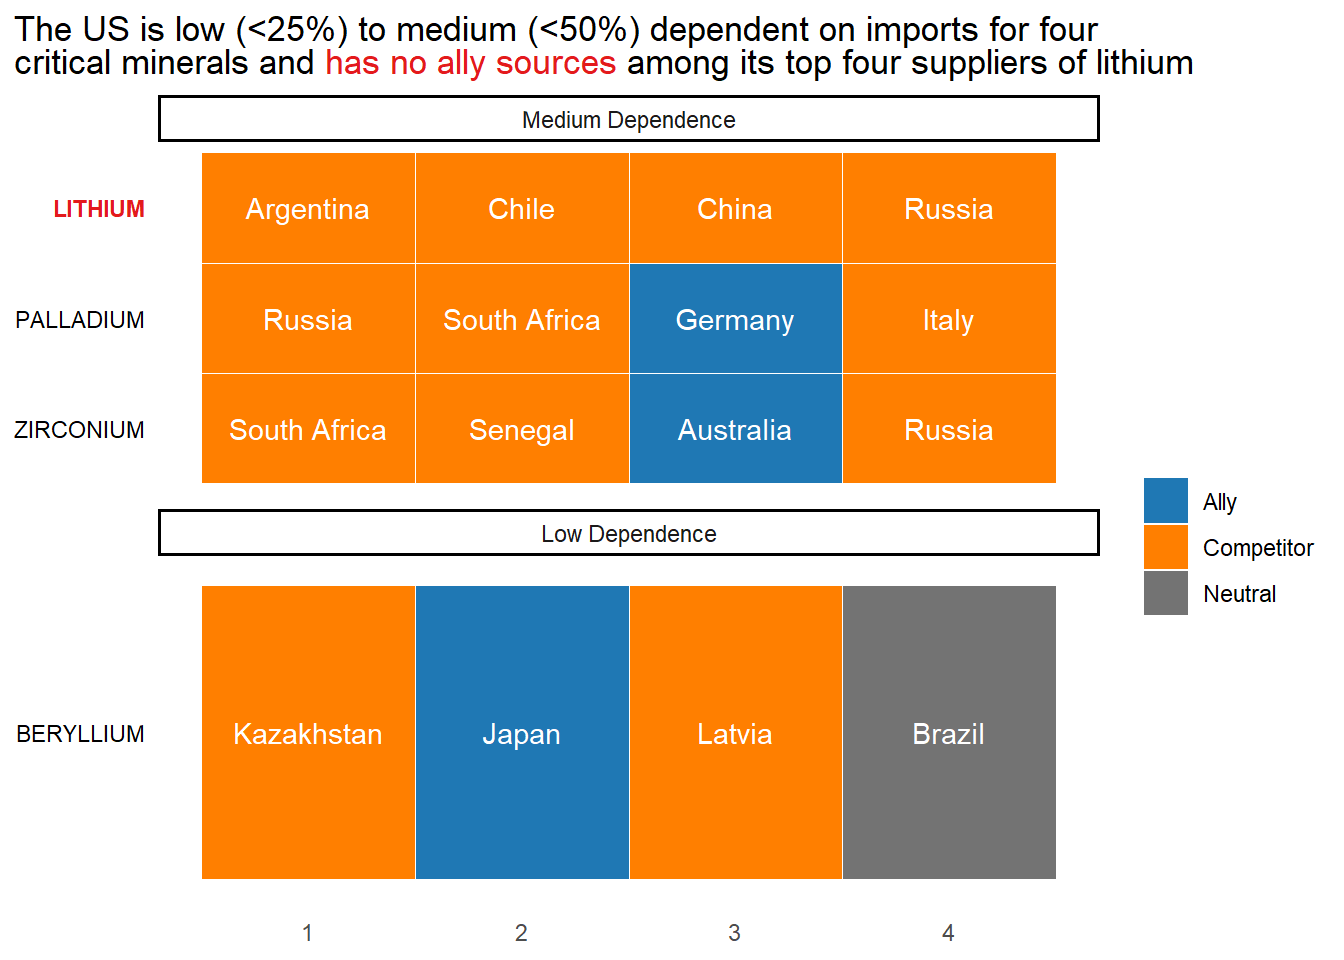 The US is low (<25%) to medium (<50%) dependent on imports for four
critical minerals and has no ally sources among its top four suppliers of lithium
Medium Dependence
LITHIUM Argentina Chile China Russia
PALLADIUM Russia South Africa Germany Italy
ZIRCONIUM South Africa Senegal Australia Russia
Low Dependence
BERYLLIUM Kazakhstan Japan Latvia Brazil
1 2 3 4
Ally
Competitor
Neutral